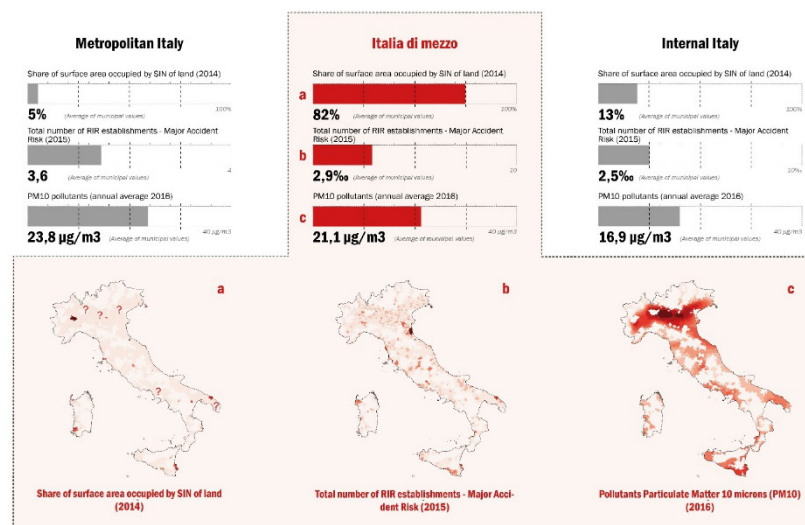 Metropolitan Italy
Share of surface area occupied by SIN of land (2014)
100%
5% (Average of municipal values)
Total number of RIR establishments - Major Accident
Risk (2015)
4
3,6 (Average of municipal values)
PM10 pollutants (annual average 2016)
40 µg/m3
23,8 µg/m3 (Average of municipal values)
Italia di mezzo
Share of surface area occupied by SIN of land (2014)
a
100%
82% (Average of municipal values)
Total number of RIR establishments - Major Accident
Risk (2015)
b
10
2,9‰ (Average of municipal values)
PM10 pollutants (annual average 2016)
c
40 µg/m3
21,1 µg/m3 (Average of municipal values)
Internal Italy
Share of surface area occupied by SIN of land (2014)
100%
13% (Average of municipal values)
Total number of RIR establishments - Major Accident
Risk (2015)
10‰
2,5‰ (Average of municipal values)
PM10 pollutants (annual average 2016)
40 µg/m3
16,9 µg/m3 (Average of municipal values)
a
? ? ?
? ?
Share of surface area occupied by SIN of land
(2014)
b
Total number of RIR establishments - Major Acci-
dent Risk (2015)
c
Pollutants Particulate Matter 10 microns (PM10)
(2016)